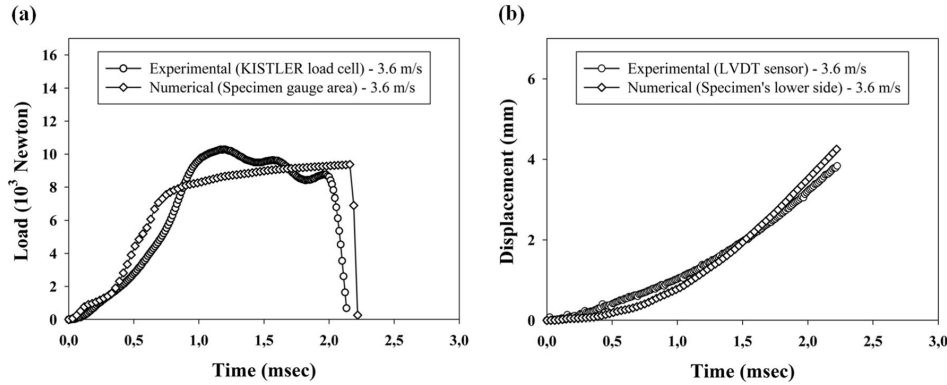 (a)
Load (10³ Newton)
16
14
12
10
8
6
4
2
0
Experimental (KISTLER load cell) - 3.6 m/s
Numerical (Specimen gauge area) - 3.6 m/s
0,0 0,5 1,0 1,5 2,0 2,5 3,0
Time (msec)
(b)
Displacement (mm)
6
4
2
0
Experimental (LVDT sensor) - 3.6 m/s
Numerical (Specimen's lower side) - 3.6 m/s
0,0 0,5 1,0 1,5 2,0 2,5 3,0
Time (msec)